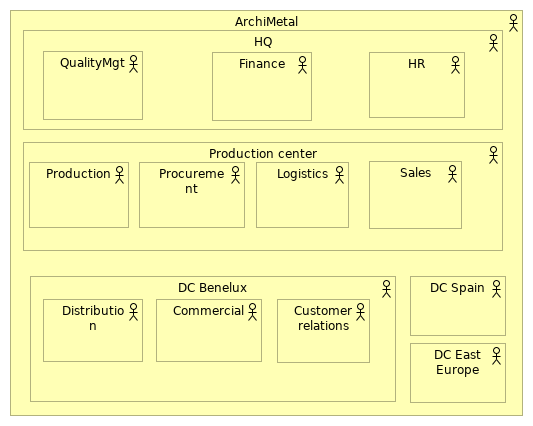 ArchiMetal
HQ
QualityMgt
Finance
HR
Production center
Production
Procureme
nt
Logistics
Sales
DC Benelux
Distributio
n
Commercial
Customer
relations
DC Spain
DC East
Europe